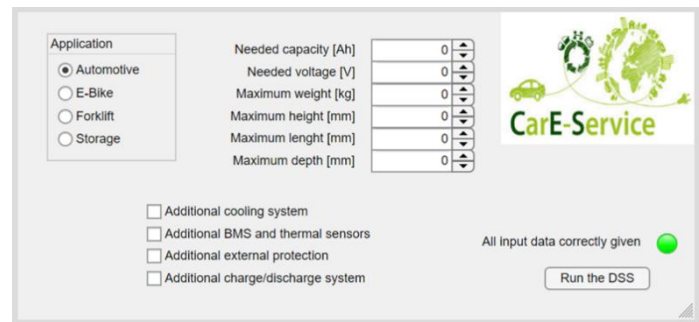 Application
Automotive
E-Bike
Forklift
Storage
Needed capacity [Ah] 0
Needed voltage [V] 0
Maximum weight [kg] 0
Maximum height [mm] 0
Maximum lenght [mm] 0
Maximum depth [mm] 0
CarE-Service
Additional cooling system
Additional BMS and thermal sensors
Additional external protection
Additional charge/discharge system
All input data correctly given
Run the DSS